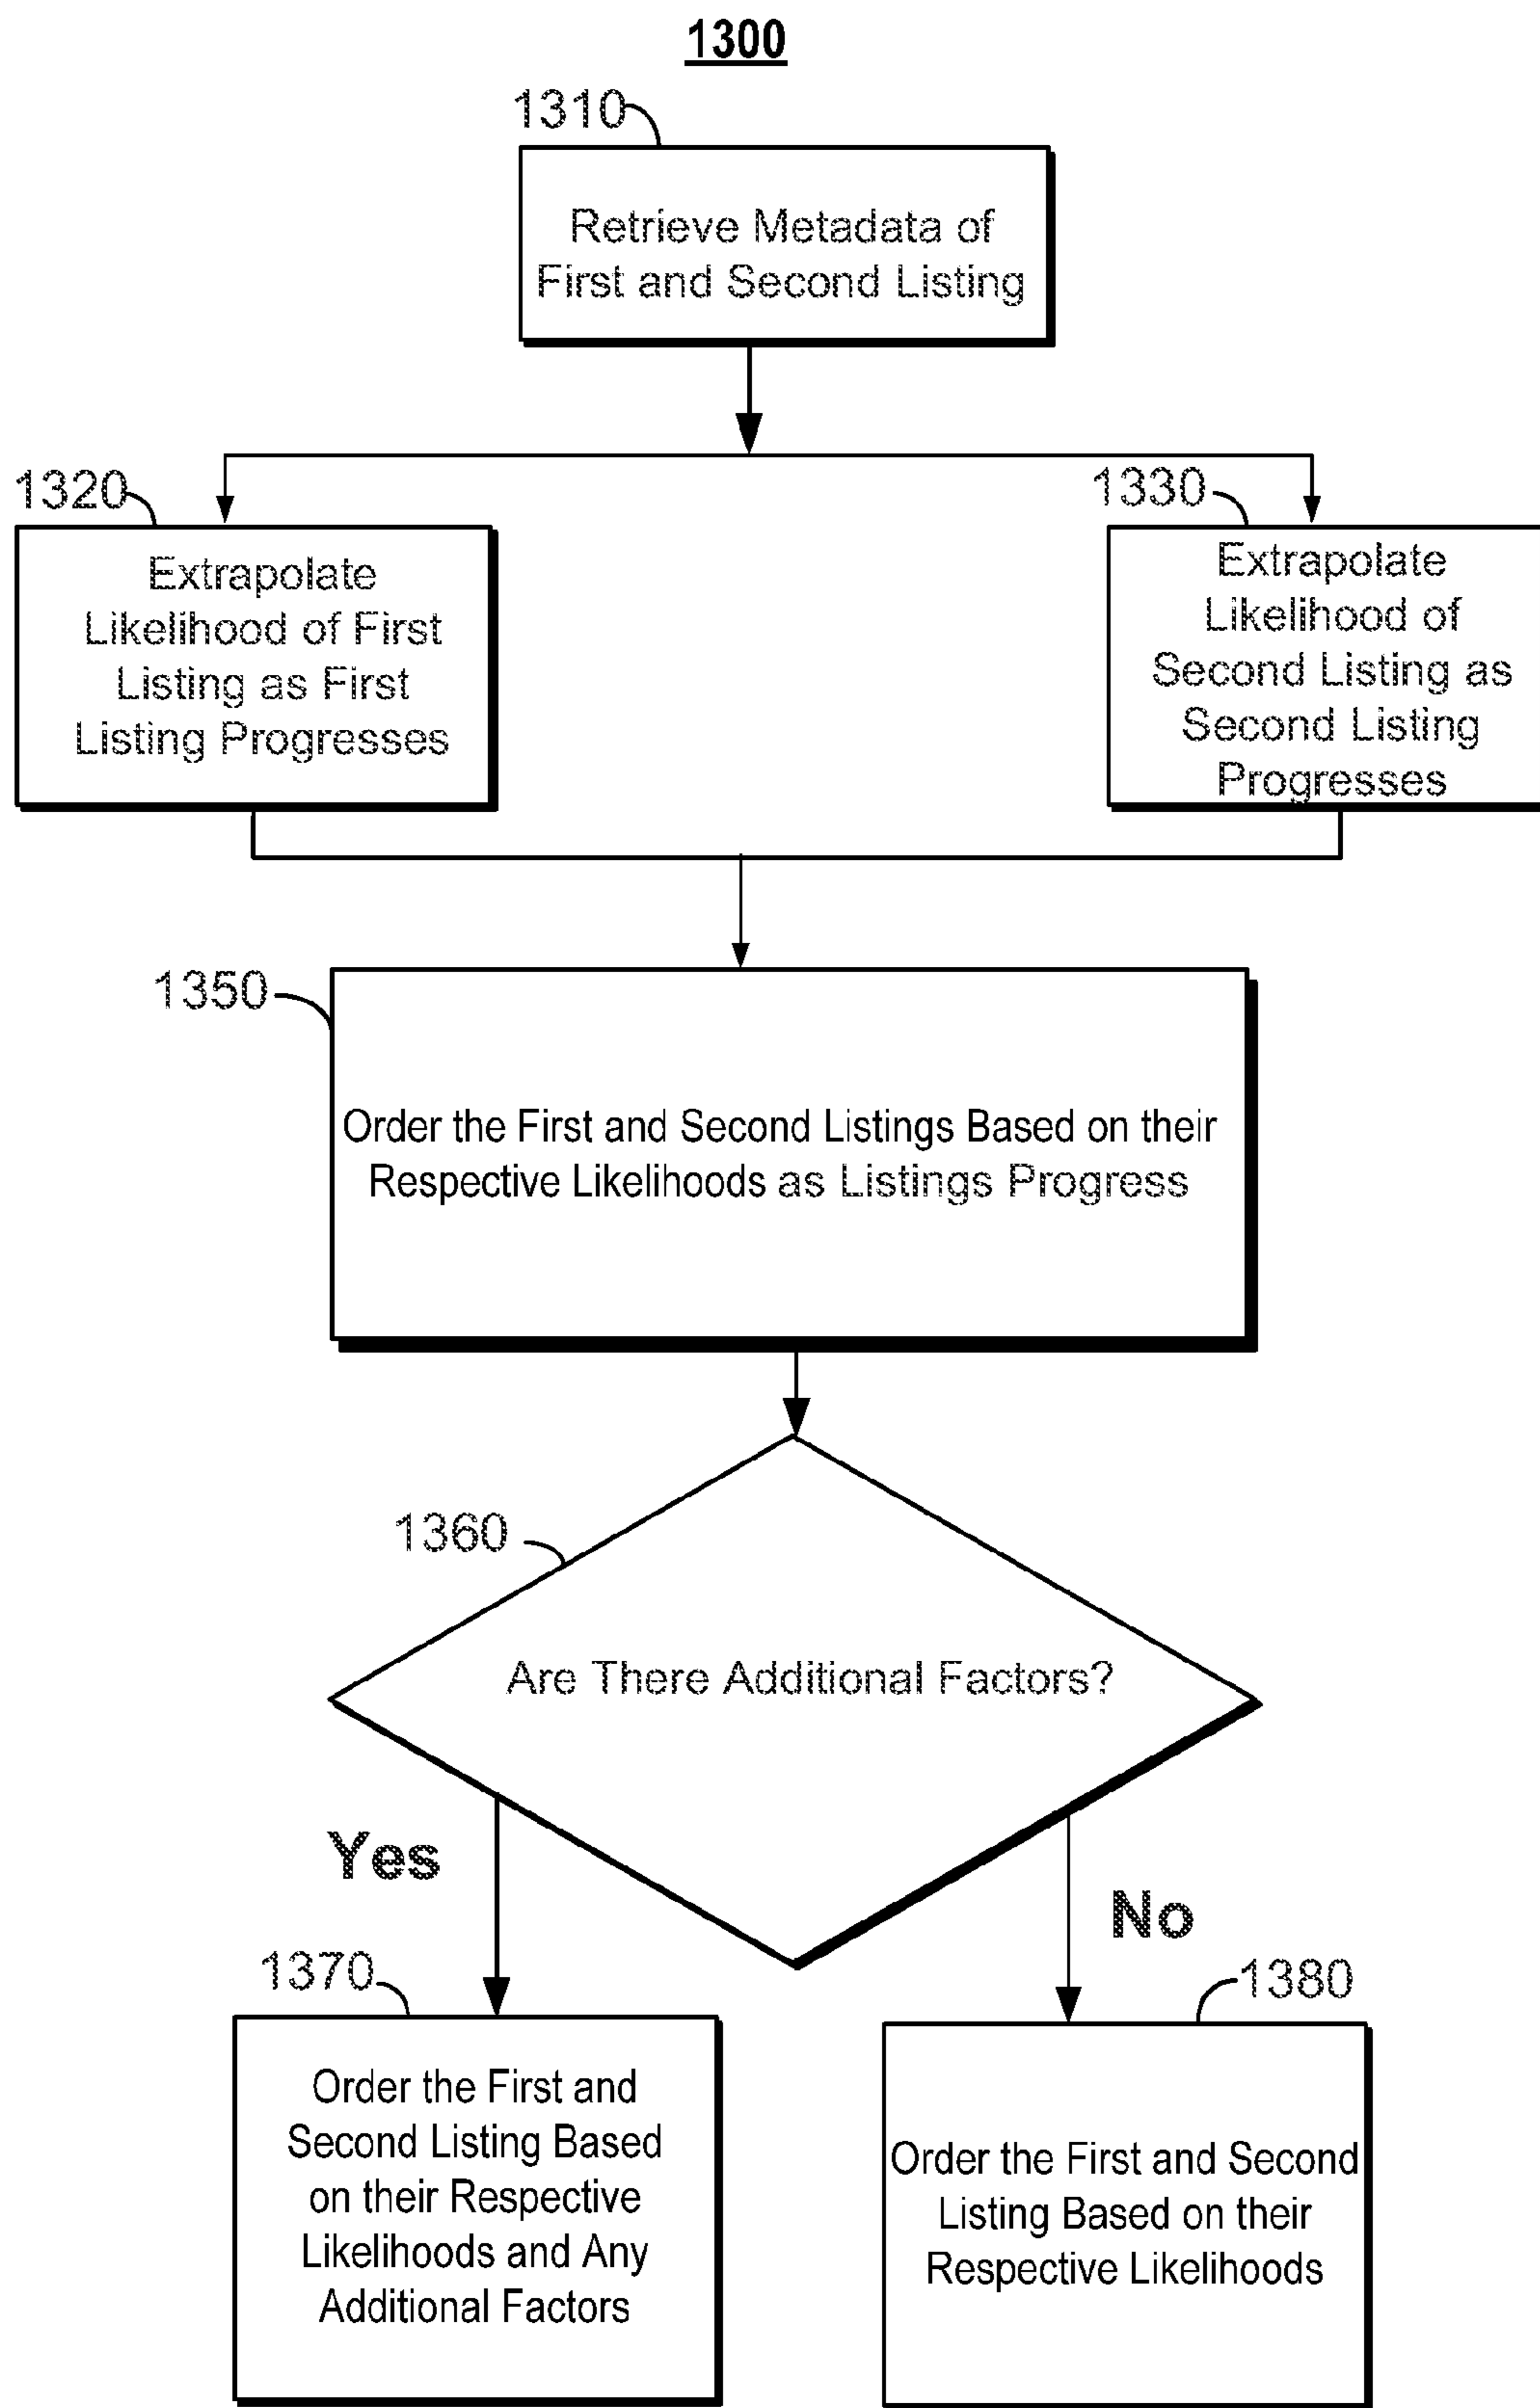 1300
1310
Retrieve Metadata of
First and Second Listing
1320
Extrapolate
Likelihood of First
Listing as First
Listing Progresses
1330
Extrapolate
Likelihood of
Second Listing as
Second Listing
Progresses
1350
Order the First and Second Listings Based on their
Respective Likelihoods as Listings Progress
1360
Are There Additional Factors?
Yes
No
1370
Order the First and
Second Listing Based
on their Respective
Likelihoods and Any
Additional Factors
1380
Order the First and Second
Listing Based on their
Respective Likelihoods